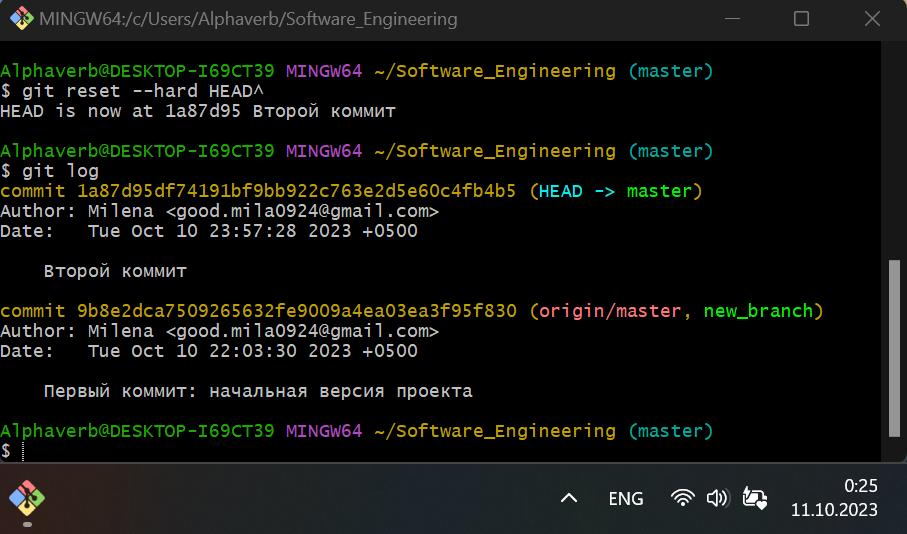 MINGW64:/c/Users/Alphaverb/Software_Engineering
Alphaverb@DESKTOP-I69CT39 MINGW64 ~/Software_Engineering (master)
$ git reset --hard HEAD^
HEAD is now at 1a87d95 Второй коммит
Alphaverb@DESKTOP-I69CT39 MINGW64 ~/Software_Engineering (master)
$ git log
commit 1a87d95df74191bf9bb922c763e2d5e60c4fb4b5 (HEAD -> master)
Author: Milena <good.mila0924@gmail.com>
Date:   Tue Oct 10 23:57:28 2023 +0500
Второй коммит
commit 9b8e2dca7509265632fe9009a4ea03ea3f95f830 (origin/master, new_branch)
Author: Milena <good.mila0924@gmail.com>
Date:   Tue Oct 10 22:03:30 2023 +0500
Первый коммит: начальная версия проекта
Alphaverb@DESKTOP-I69CT39 MINGW64 ~/Software_Engineering (master)
$
ENG
0:25
11.10.2023